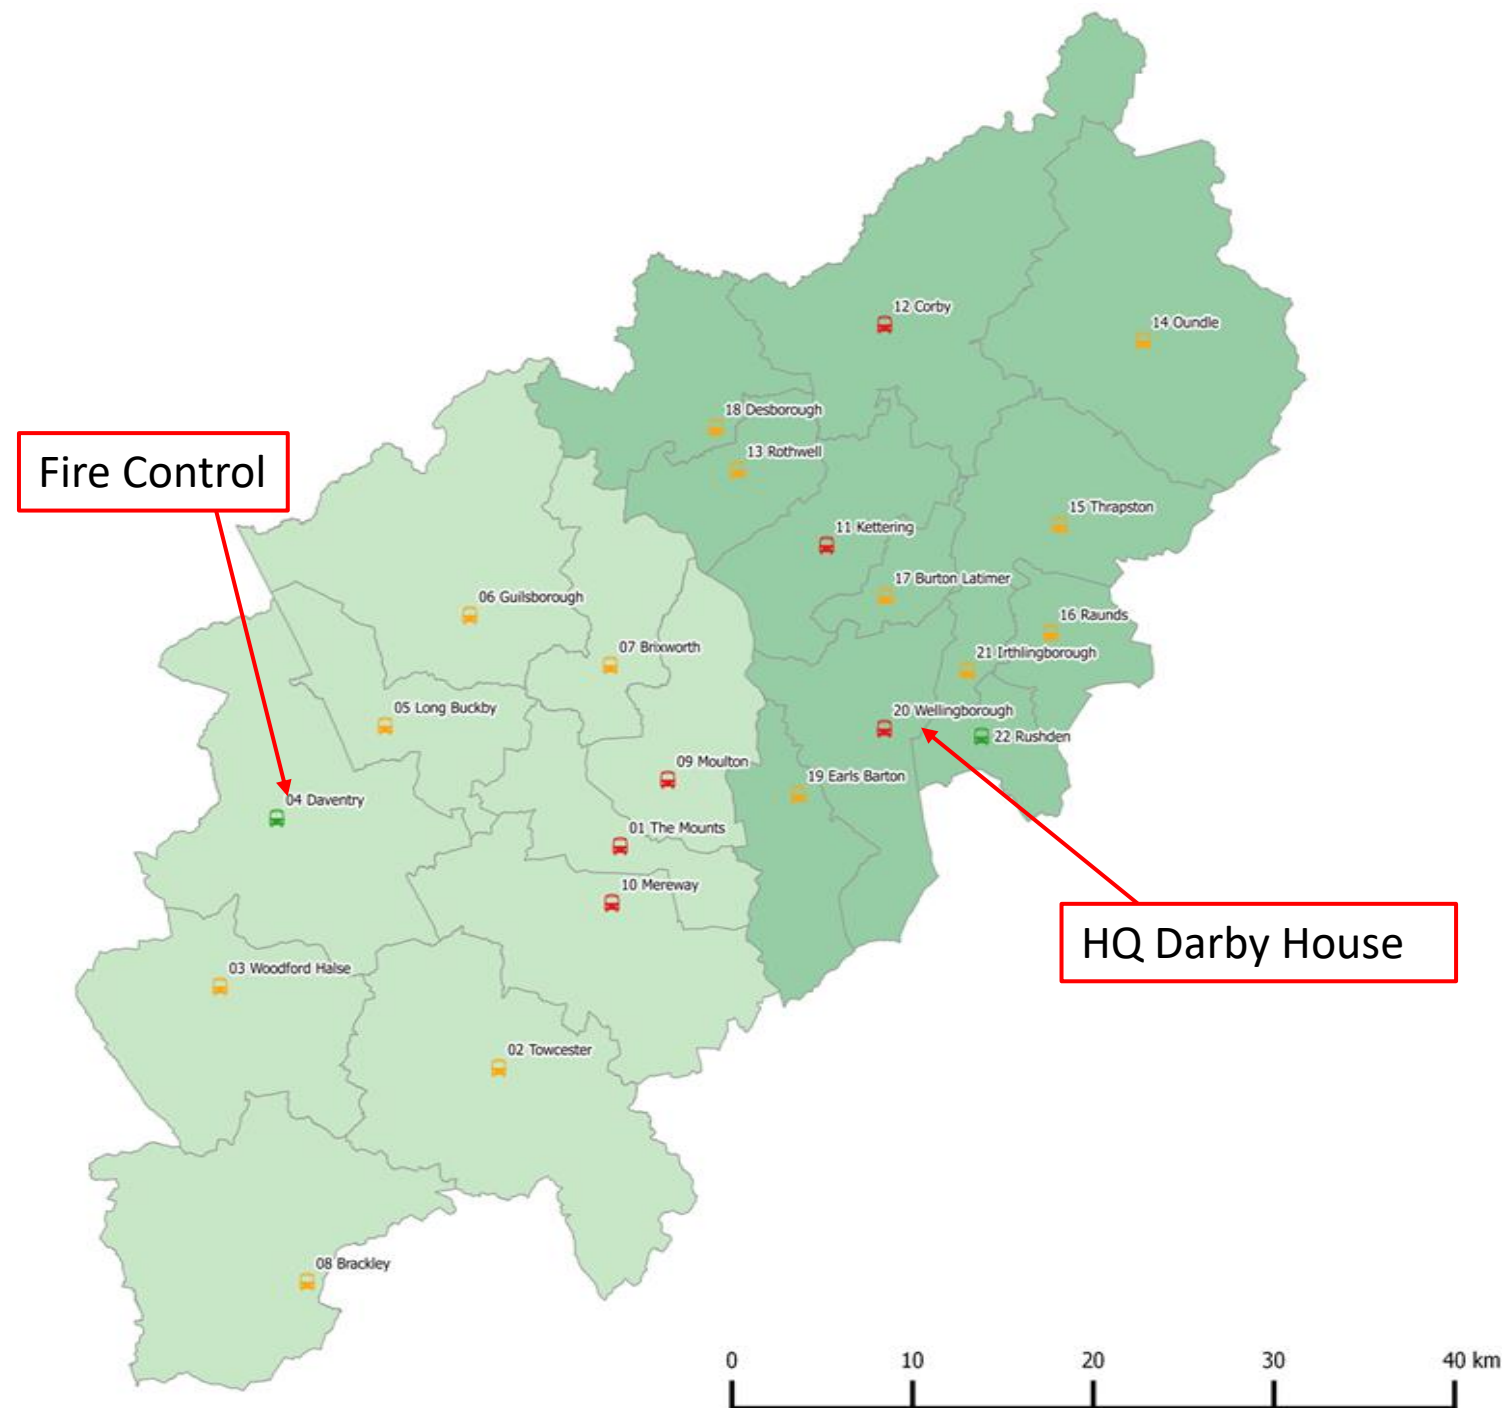 12 Corby
14 Oundle
18 Desborough
13 Rothwell
Fire Control
15 Thrapston
11 Kettering
17 Burton Latimer
06 Guilsborough
16 Raunds
07 Brixworth
21 Irthlingborough
05 Long Buckby
20 Wellingborough
22 Rushden
09 Moulton
19 Earls Barton
04 Daventry
01 The Mounts
10 Mereway
HQ Darby House
03 Woodford Halse
02 Towcester
08 Brackley
0 10 20 30 40 km